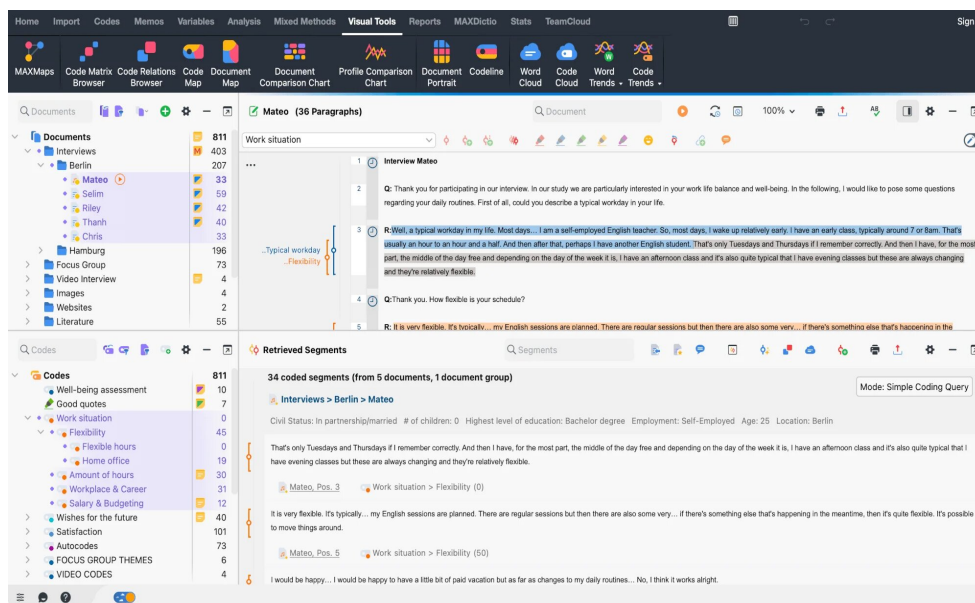 Home Import Codes Memos Variables Analysis Mixed Methods Visual Tools Reports MAXDictio Stats TeamCloud Sign
MAXMaps Code Matrix Browser Code Relations Browser Code Map Document Map Document Comparison Chart Profile Comparison Chart Document Portrait Codeline Word Cloud Code Cloud Word Trends Code Trends
Documents
Documents 811
Interviews M 403
Berlin 207
Mateo 33
Selim 59
Riley 42
Thanh 40
Chris 33
Hamburg 196
Focus Group 73
Video Interview 4
Images 4
Websites 2
Literature 55
Mateo (36 Paragraphs)
Document
100%
Work situation
...
1 Interview Mateo
2 Q: Thank you for participating in our interview. In our study we are particularly interested in your work life balance and well-being. In the following, I would like to pose some questions
regarding your daily routines. First of all, could you describe a typical workday in your life.
3 R:Well, a typical workday in my life. Most days... I am a self-employed English teacher. So, most days, I wake up relatively early. I have an early class, typically around 7 or 8am. That's
usually an hour to an hour and a half. And then after that, perhaps I have another English student. That's only Tuesdays and Thursdays if I remember correctly. And then I have, for the most
..Typical workday
part, the middle of the day free and depending on the day of the week it is, I have an afternoon class and it's also quite typical that I have evening classes but these are always changing
..Flexibility
and they're relatively flexible.
4 Q:Thank you. How flexible is your schedule?
5 R: It is very flexible. It's typically... my English sessions are planned. There are regular sessions but then there are also some very... if there's something else that's happening in the
Codes
Codes 811
Well-being assessment 10
Good quotes 7
Work situation 0
Flexibility 45
Flexible hours 0
Home office 19
Amount of hours 30
Workplace & Career 31
Salary & Budgeting 12
Wishes for the future 40
Satisfaction 101
Autocodes 73
FOCUS GROUP THEMES 6
VIDEO CODES 4
Retrieved Segments
Segments
34 coded segments (from 5 documents, 1 document group)
Mode: Simple Coding Query
Interviews > Berlin > Mateo
Civil Status: In partnership/married # of children: 0 Highest level of education: Bachelor degree Employment: Self-Employed Age: 25 Location: Berlin
That's only Tuesdays and Thursdays if I remember correctly. And then I have, for the most part, the middle of the day free and depending on the day of the week it is, I have an afternoon class and it's also quite typical that I
have evening classes but these are always changing and they're relatively flexible.
Mateo, Pos. 3 Work situation > Flexibility (0)
It is very flexible. It's typically... my English sessions are planned. There are regular sessions but then there are also some very... if there's something else that's happening in the meantime, then it's quite flexible. It's possible
to move things around.
Mateo, Pos. 5 Work situation > Flexibility (50)
I would be happy... I would be happy to have a little bit of paid vacation but as far as changes to my daily routines... No, I think it works alright.